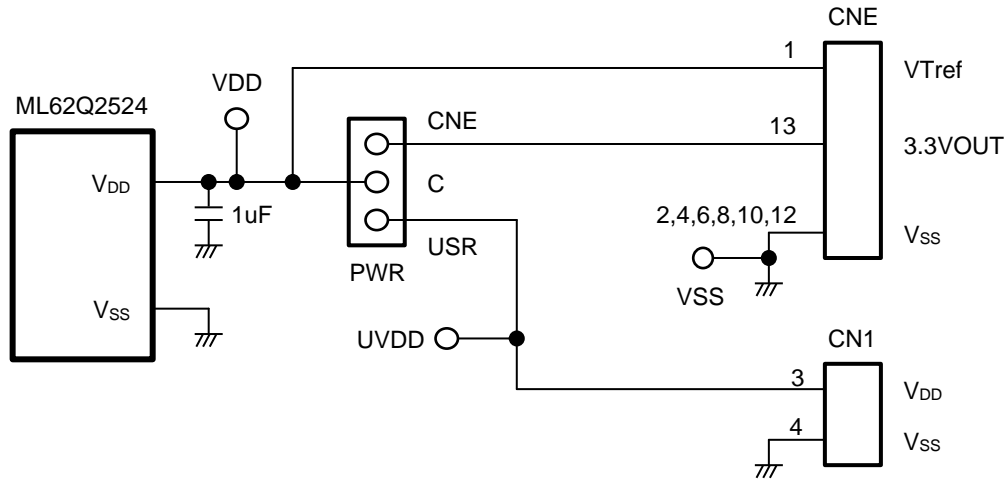 CNE
1
VTref
VDD
ML62Q2524
CNE
13
3.3VOUT
VDD
C
1uF
2,4,6,8,10,12
VSS
USR
PWR
VSS
VSS
UVDD
CN1
3
VDD
4
VSS